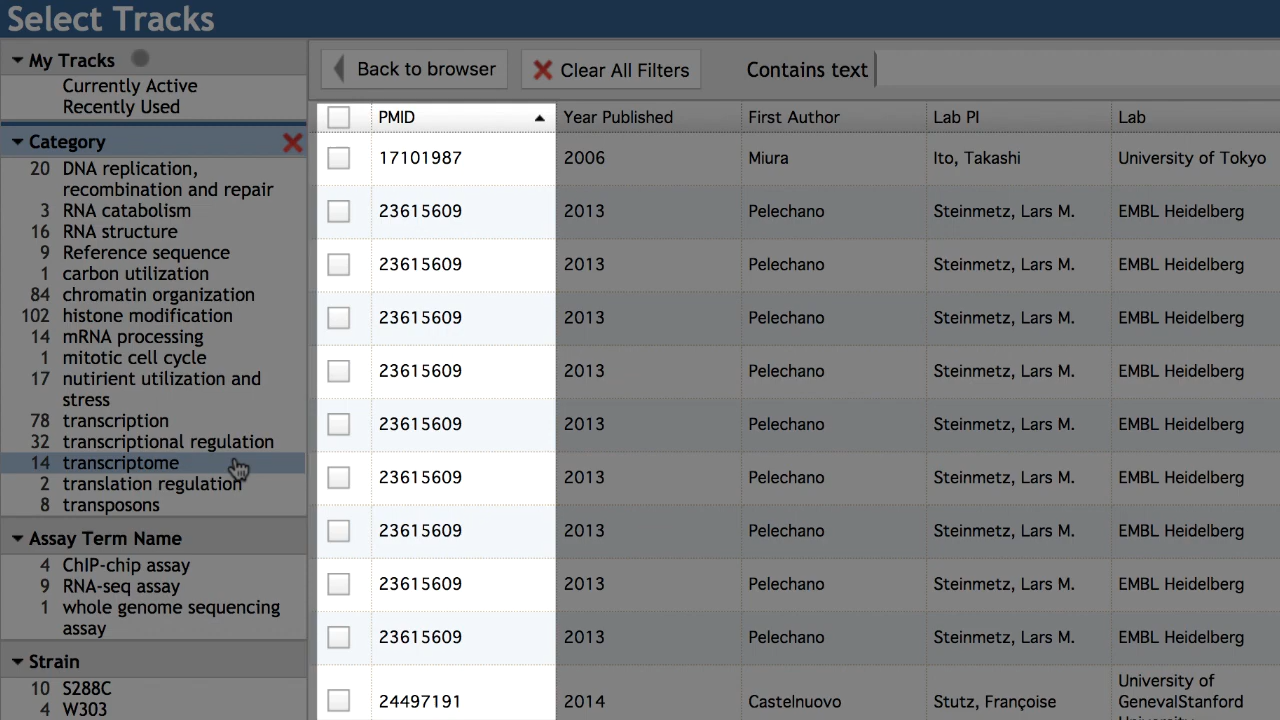 Select Tracks
My Tracks
Currently Active
Recently Used
Category
20 DNA replication,
recombination and repair
3 RNA catabolism
16 RNA structure
9 Reference sequence
1 carbon utilization
84 chromatin organization
102 histone modification
14 mRNA processing
1 mitotic cell cycle
17 nutirient utilization and
stress
78 transcription
32 transcriptional regulation
14 transcriptome
2 translation regulation
8 transposons
Assay Term Name
4 ChIP-chip assay
9 RNA-seq assay
1 whole genome sequencing
assay
Strain
10 S288C
4 W303
Back to browser Clear All Filters Contains text
PMID Year Published First Author Lab PI Lab
17101987 2006 Miura Ito, Takashi University of Tokyo
23615609 2013 Pelechano Steinmetz, Lars M. EMBL Heidelberg
23615609 2013 Pelechano Steinmetz, Lars M. EMBL Heidelberg
23615609 2013 Pelechano Steinmetz, Lars M. EMBL Heidelberg
23615609 2013 Pelechano Steinmetz, Lars M. EMBL Heidelberg
23615609 2013 Pelechano Steinmetz, Lars M. EMBL Heidelberg
23615609 2013 Pelechano Steinmetz, Lars M. EMBL Heidelberg
23615609 2013 Pelechano Steinmetz, Lars M. EMBL Heidelberg
23615609 2013 Pelechano Steinmetz, Lars M. EMBL Heidelberg
23615609 2013 Pelechano Steinmetz, Lars M. EMBL Heidelberg
24497191 2014 Castelnuovo Stutz, Françoise University of
GenevalStanford